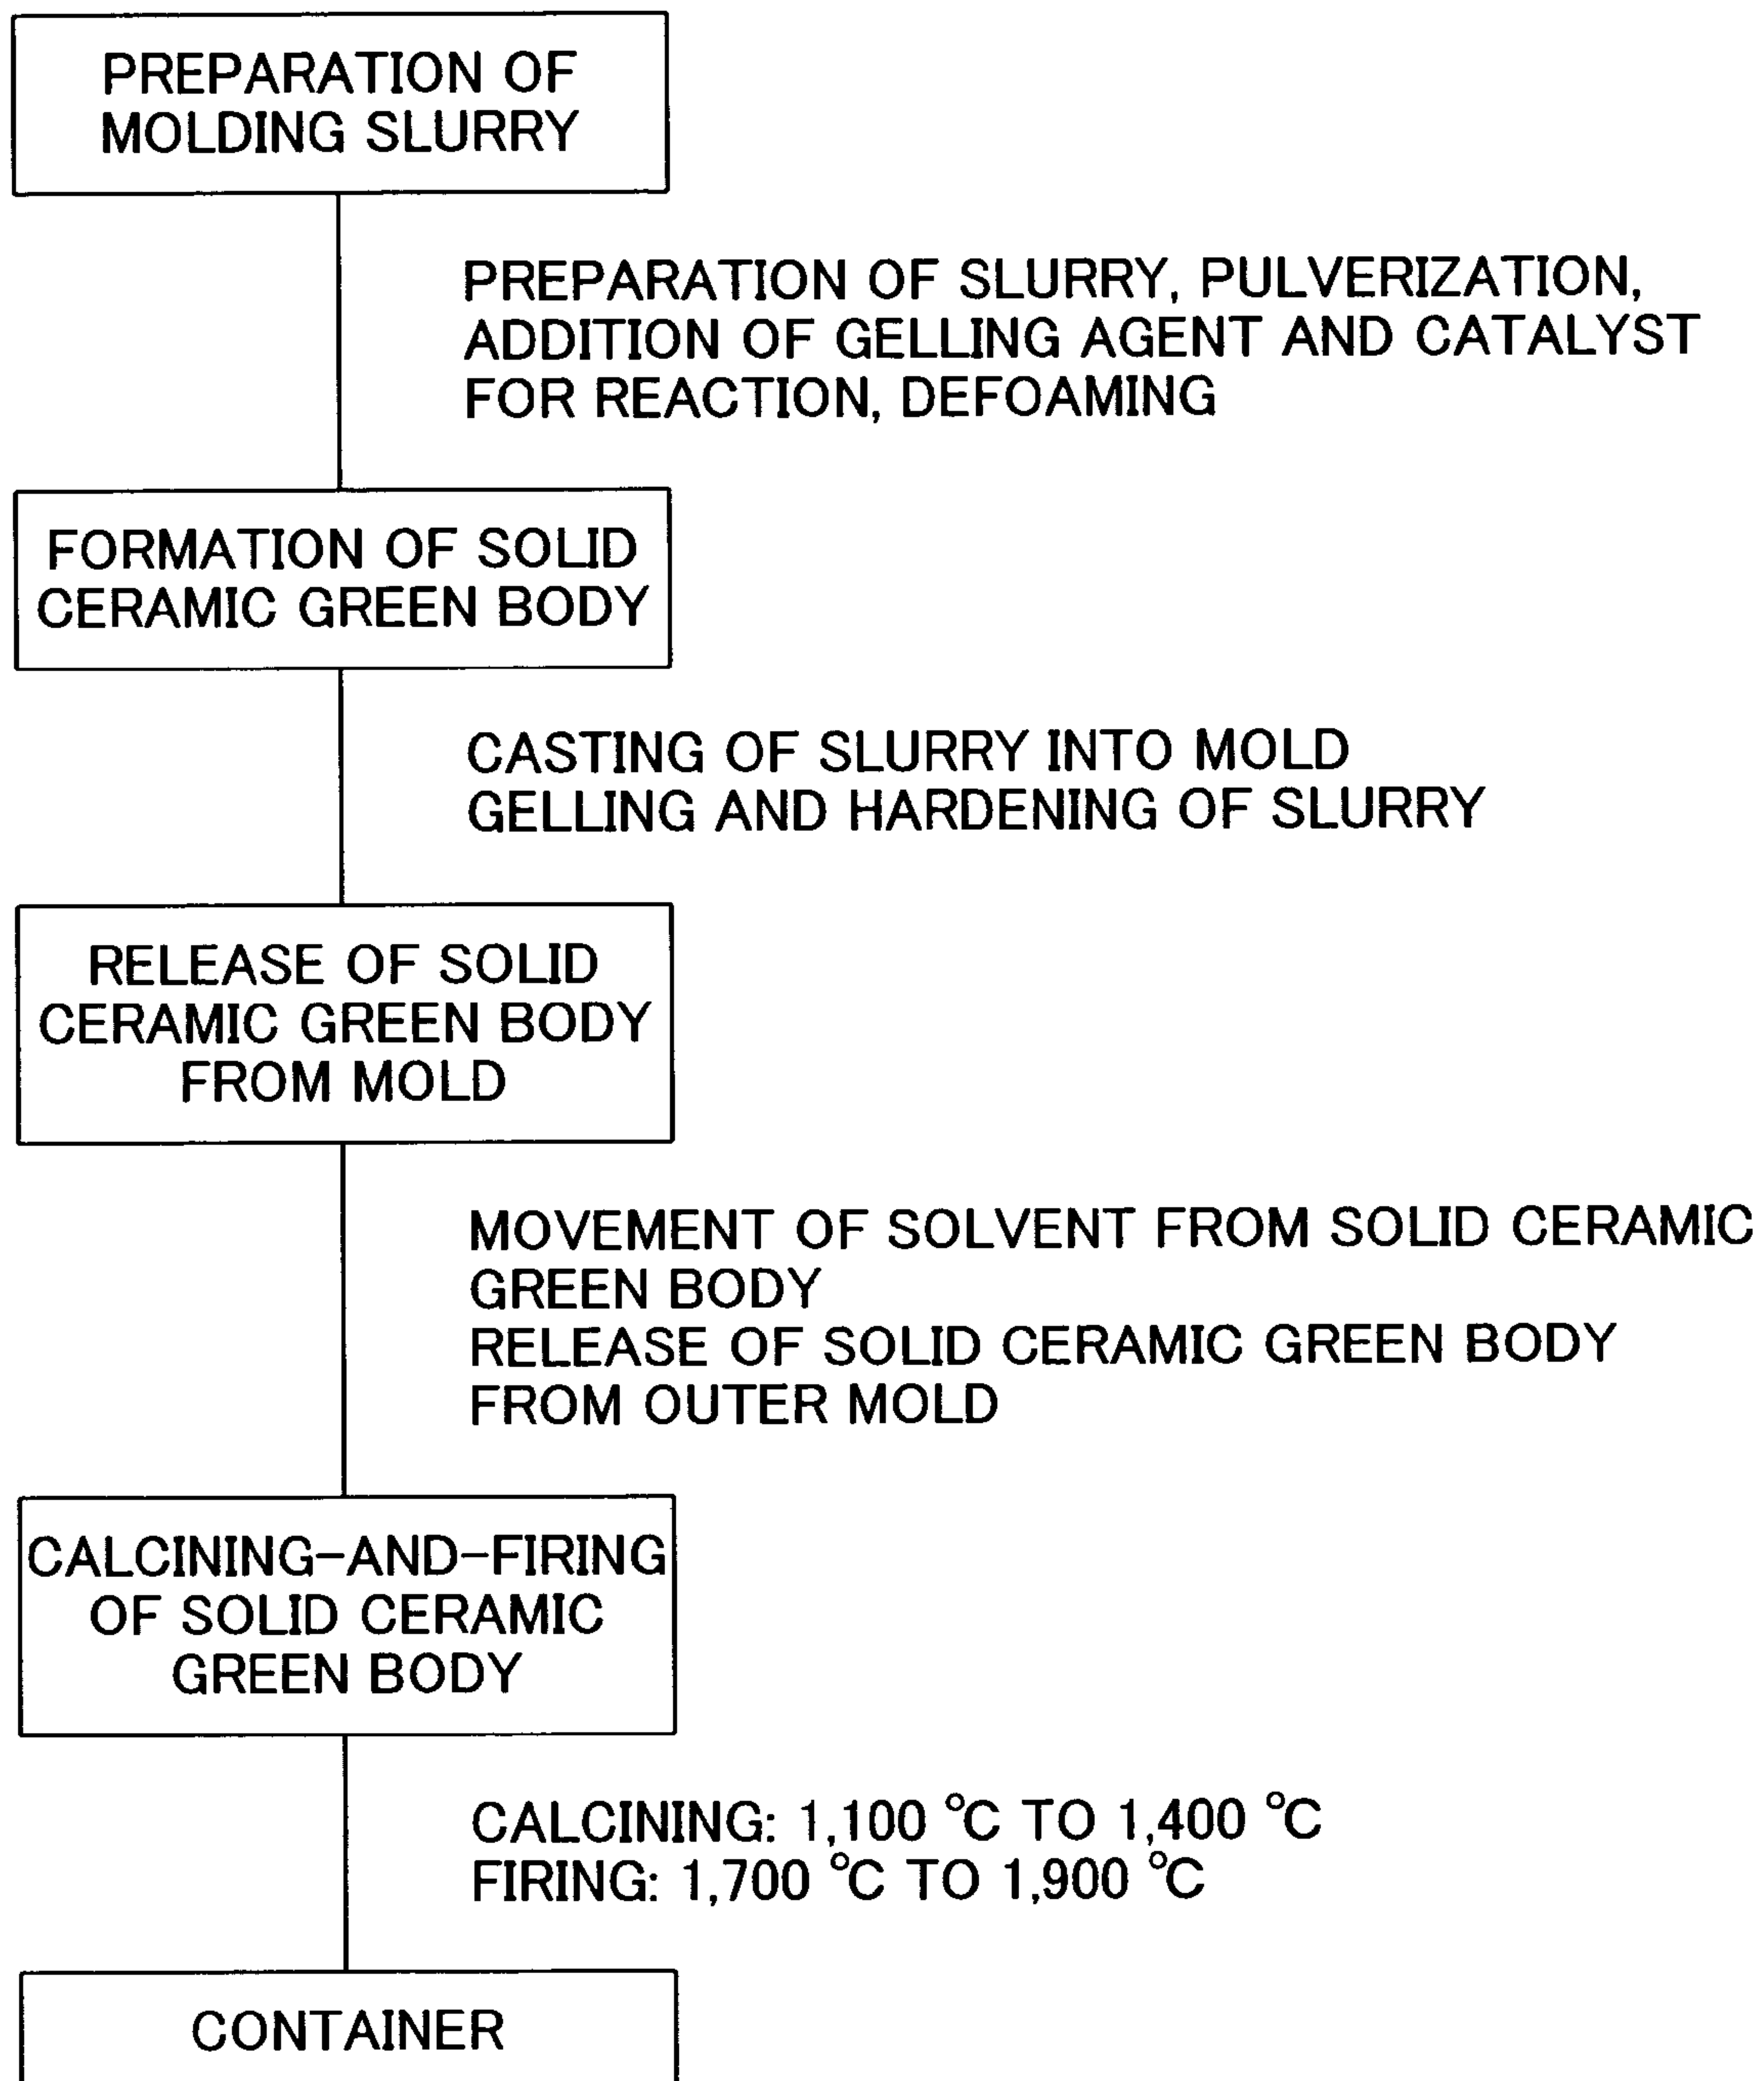 PREPARATION OF
MOLDING SLURRY
PREPARATION OF SLURRY, PULVERIZATION,
ADDITION OF GELLING AGENT AND CATALYST
FOR REACTION, DEFOAMING
FORMATION OF SOLID
CERAMIC GREEN BODY
CASTING OF SLURRY INTO MOLD
GELLING AND HARDENING OF SLURRY
RELEASE OF SOLID
CERAMIC GREEN BODY
FROM MOLD
MOVEMENT OF SOLVENT FROM SOLID CERAMIC
GREEN BODY
RELEASE OF SOLID CERAMIC GREEN BODY
FROM OUTER MOLD
CALCINING-AND-FIRING
OF SOLID CERAMIC
GREEN BODY
CALCINING: 1,100 °C TO 1,400 °C
FIRING: 1,700 °C TO 1,900 °C
CONTAINER